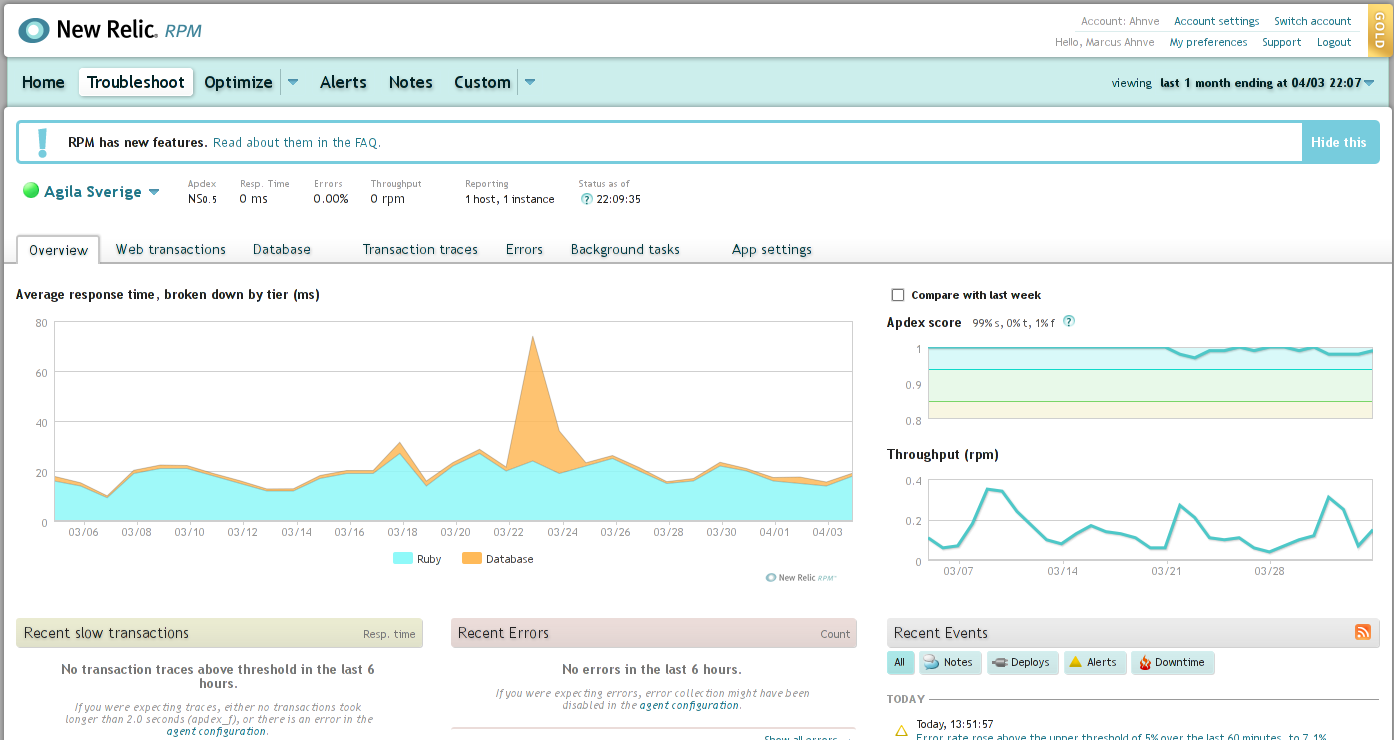 New Relic. RPM
Account: Ahnve Account settings Switch account
Hello, Marcus Ahnve My preferences Support Logout
GOLD
Home Troubleshoot Optimize Alerts Notes Custom
viewing last 1 month ending at 04/03 22:07
RPM has new features. Read about them in the FAQ.
Hide this
Agila Sverige
Apdex Resp. Time Errors Throughput Reporting Status as of
NS0.5 0 ms 0.00% 0 rpm 1 host, 1 instance ? 22:09:35
Overview Web transactions Database Transaction traces Errors Background tasks App settings
Average response time, broken down by tier (ms)
80
60
40
20
0
03/06 03/08 03/10 03/12 03/14 03/16 03/18 03/20 03/22 03/24 03/26 03/28 03/30 04/01 04/03
Ruby Database
New Relic RPM
Compare with last week
Apdex score 99% s, 0% t, 1% f ?
1
0.9
0.8
Throughput (rpm)
0.4
0.2
0
03/07 03/14 03/21 03/28
Recent slow transactions Resp. time
No transaction traces above threshold in the last 6
hours.
If you were expecting traces, either no transactions took
longer than 2.0 seconds (apdex_f), or there is an error in the
agent configuration.
Recent Errors Count
No errors in the last 6 hours.
If you were expecting errors, error collection might have been
disabled in the agent configuration.
Show all errors
Recent Events
All Notes Deploys Alerts Downtime
TODAY
Today, 13:51:57
Error rate rose above the upper threshold of 5% over the last 60 minutes, to 7.1%